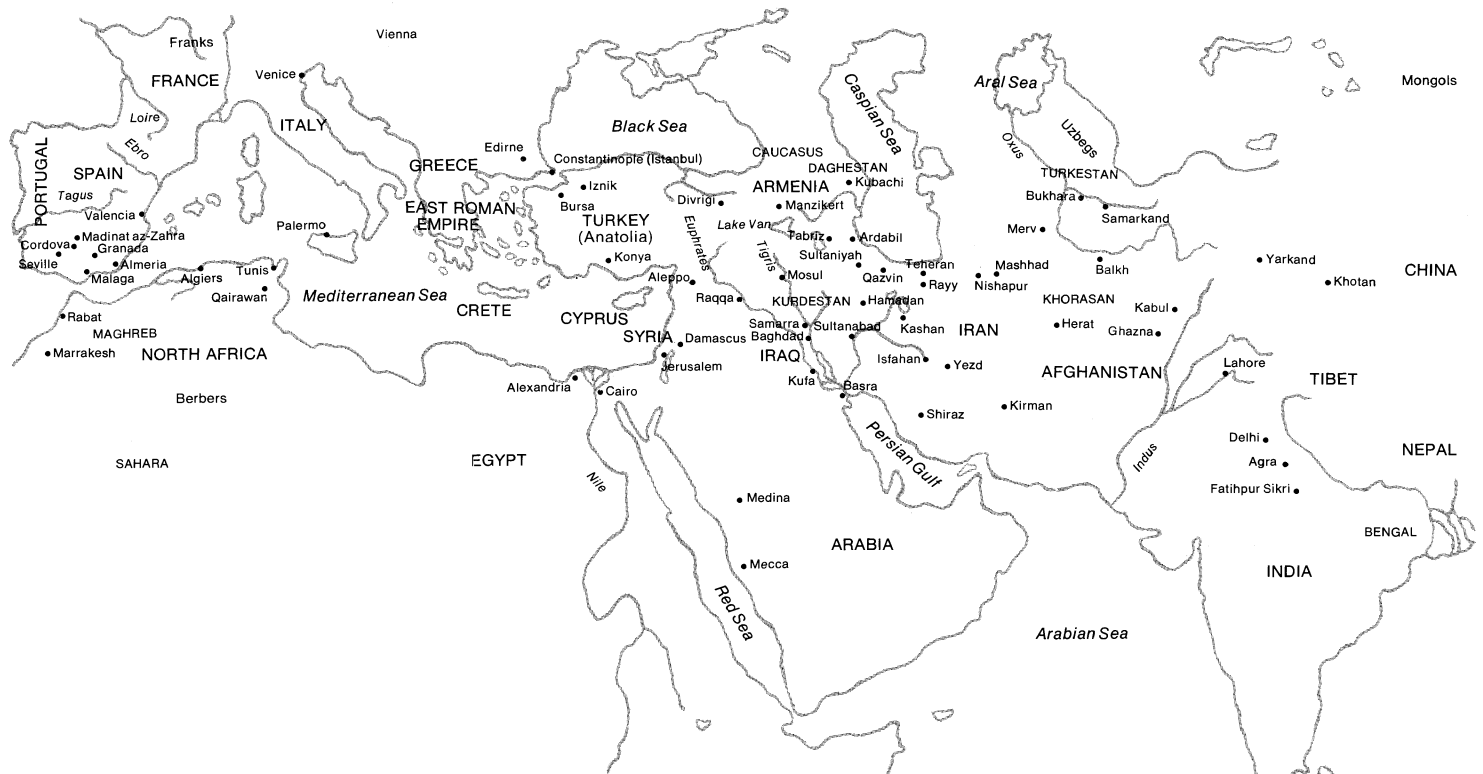 Vienna
Franks
FRANCE
Venice
Aral Sea
Mongols
Caspian Sea
Loire
ITALY
Black Sea
Uzbegs
Ebro
Edirne
Oxus
PORTUGAL
SPAIN
GREECE
Constantinople (Istanbul)
CAUCASUS
DAGHESTAN
TURKESTAN
Tagus
Iznik
ARMENIA
Kubachi
Bukhara
Valencia
EAST ROMAN
EMPIRE
Bursa
Divrigi
Manzikert
Samarkand
Palermo
TURKEY
(Anatolia)
Lake Van
Merv
Madinat az-Zahra
Cordova
Granada
Seville
Almeria
Malaga
Algiers
Tunis
Qairawan
Konya
Euphrates
Tigris
Tabriz
Ardabil
Sultaniyah
Teheran
Qazvin
Rayy
Mashhad
Nishapur
Balkh
Yarkand
Khotan
CHINA
Mediterranean Sea
CRETE
CYPRUS
Aleppo
Raqqa
Mosul
KURDESTAN
Hamadan
KHORASAN
Kabul
Rabat
MAGHREB
Marrakesh
NORTH AFRICA
SYRIA
Damascus
Samarra
Sultanabad
Baghdad
Kashan
IRAN
Herat
Ghazna
Jerusalem
IRAQ
Isfahan
Yezd
AFGHANISTAN
Lahore
TIBET
Alexandria
Cairo
Kufa
Basra
Berbers
Shiraz
Kirman
SAHARA
EGYPT
Nile
Persian Gulf
Indus
Delhi
Agra
NEPAL
Fatihpur Sikri
Medina
ARABIA
BENGAL
Mecca
INDIA
Red Sea
Arabian Sea